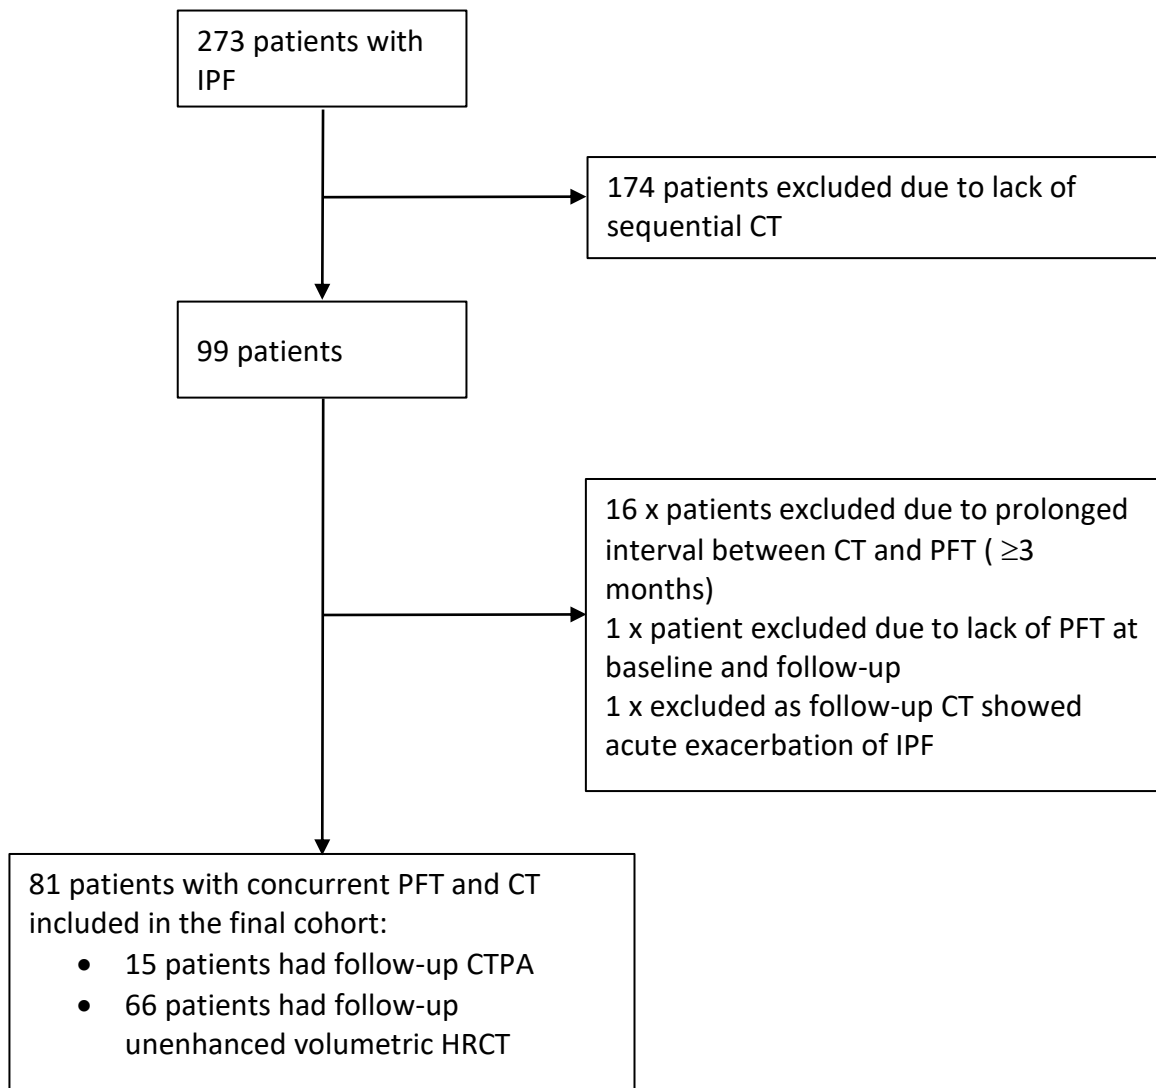 273 patients with
IPF
174 patients excluded due to lack of
sequential CT
99 patients
16 x patients excluded due to prolonged
interval between CT and PFT ( ≥3
months)
1 x patient excluded due to lack of PFT at
baseline and follow-up
1 x excluded as follow-up CT showed
acute exacerbation of IPF
81 patients with concurrent PFT and CT
included in the final cohort:
• 15 patients had follow-up CTPA
• 66 patients had follow-up
unenhanced volumetric HRCT